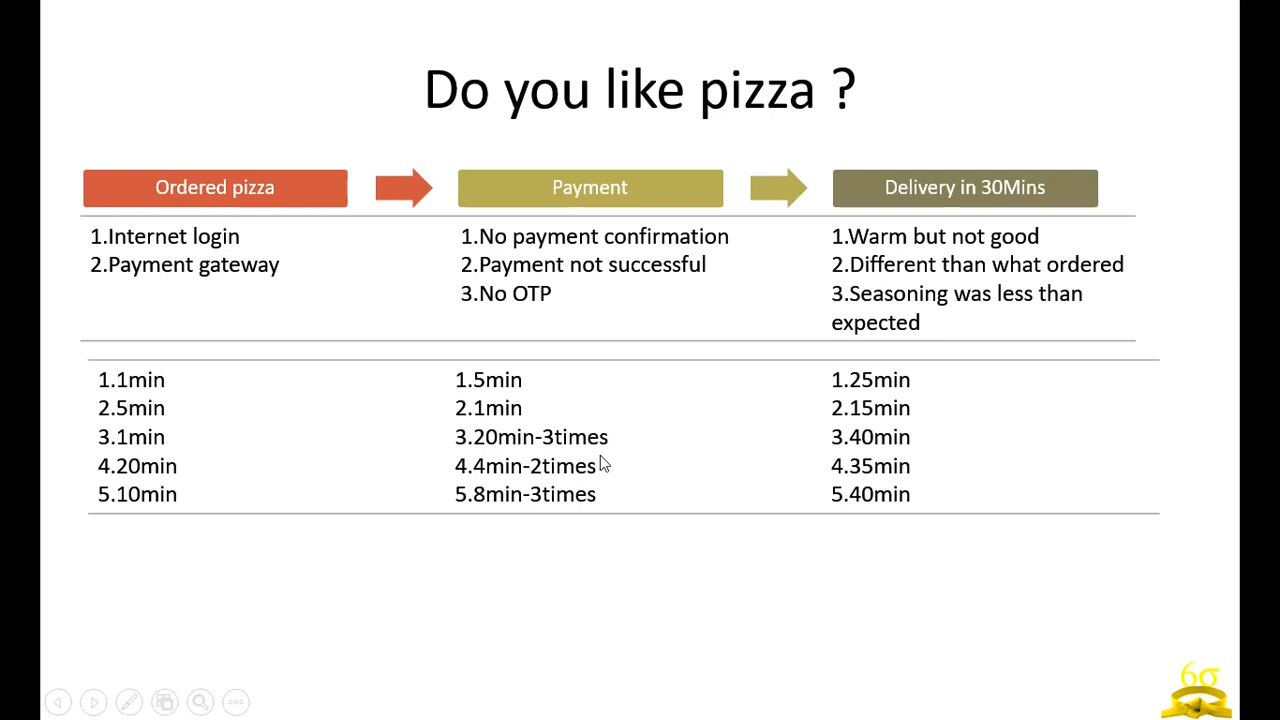 Do you like pizza ?
Ordered pizza
Payment
Delivery in 30Mins
1.Internet login
2.Payment gateway
1.No payment confirmation
2.Payment not successful
3.No OTP
1.Warm but not good
2.Different than what ordered
3.Seasoning was less than
expected
1.1min
2.5min
3.1min
4.20min
5.10min
1.5min
2.1min
3.20min-3times
4.4min-2times
5.8min-3times
1.25min
2.15min
3.40min
4.35min
5.40min
6σ